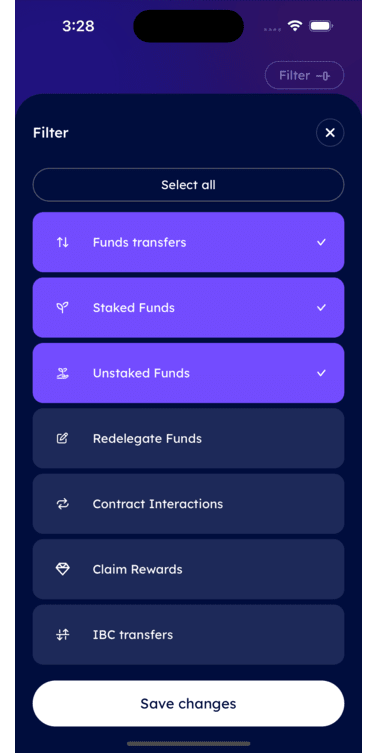 3:28
Filter
Filter
Select all
Funds transfers
Staked Funds
Unstaked Funds
Redelegate Funds
Contract Interactions
Claim Rewards
IBC transfers
Save changes